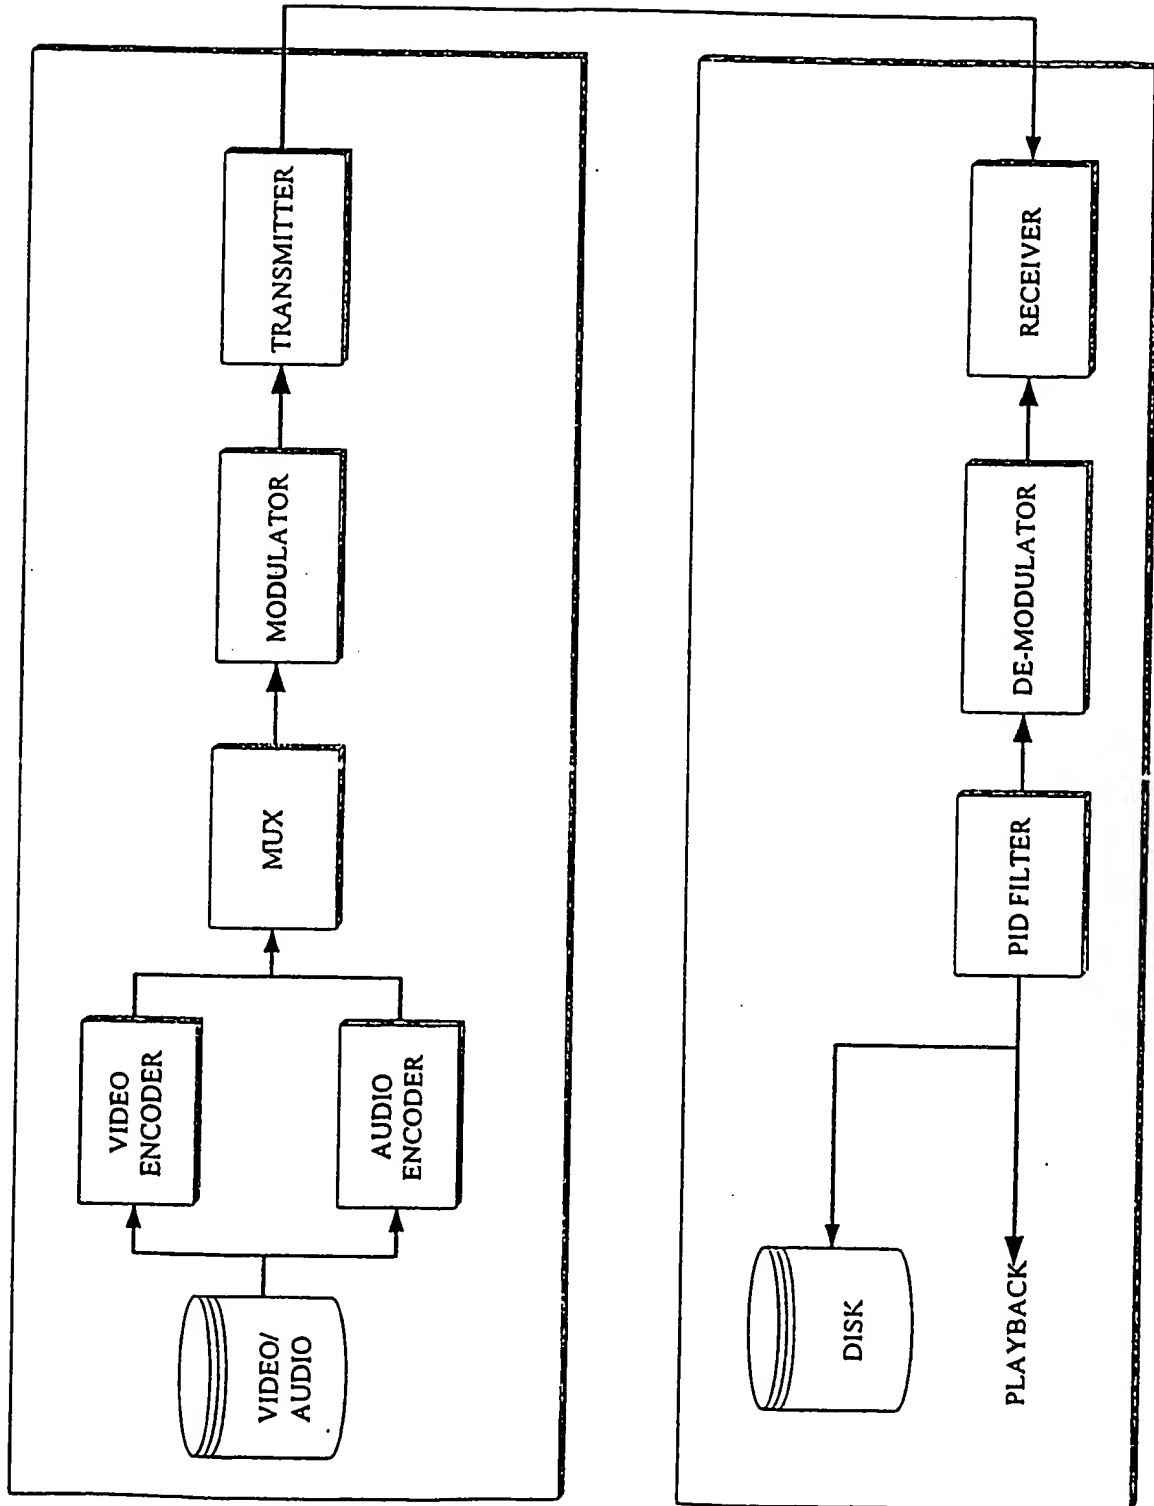 VIDEO/
AUDIO
VIDEO
ENCODER
AUDIO
ENCODER
MUX
MODULATOR
TRANSMITTER
DISK
PLAYBACK
PID FILTER
DE-MODULATOR
RECEIVER